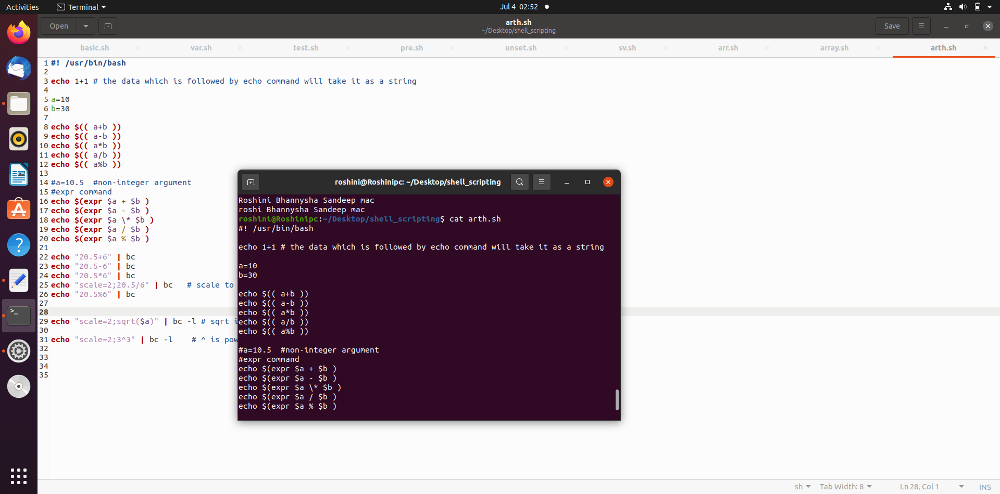 Activities
Terminal
Jul 4 02:52
Open
arth.sh
~/Desktop/shell_scripting
Save
basic.sh
var.sh
test.sh
pre.sh
unset.sh
sv.sh
arr.sh
array.sh
arth.sh
1 #! /usr/bin/bash
2
3 echo 1+1 # the data which is followed by echo command will take it as a string
4
5 a=10
6 b=30
7
8 echo $(( a+b ))
9 echo $(( a-b ))
10 echo $(( a*b ))
11 echo $(( a/b ))
12 echo $(( a%b ))
13
14 #a=10.5  #non-integer argument
15 #expr command
16 echo $(expr $a + $b )
17 echo $(expr $a - $b )
18 echo $(expr $a \* $b )
19 echo $(expr $a / $b )
20 echo $(expr $a % $b )
21
22 echo "20.5+6" | bc
23 echo "20.5-6" | bc
24 echo "20.5*6" | bc
25 echo "scale=2;20.5/6" | bc   # scale to
26 echo "20.5%6" | bc
27
28
29 echo "scale=2;sqrt($a)" | bc -l # sqrt i
30
31 echo "scale=2;3^3" | bc -l    # ^ is pow
32
33
34
35
roshini@Roshinipc: ~/Desktop/shell_scripting
Roshini Bhannysha Sandeep mac
roshi Bhannysha Sandeep mac
roshini@Roshinipc:~/Desktop/shell_scripting$ cat arth.sh
#! /usr/bin/bash
echo 1+1 # the data which is followed by echo command will take it as a string
a=10
b=30
echo $(( a+b ))
echo $(( a-b ))
echo $(( a*b ))
echo $(( a/b ))
echo $(( a%b ))
#a=10.5  #non-integer argument
#expr command
echo $(expr $a + $b )
echo $(expr $a - $b )
echo $(expr $a \* $b )
echo $(expr $a / $b )
echo $(expr $a % $b )
sh
Tab Width: 8
Ln 28, Col 1
INS